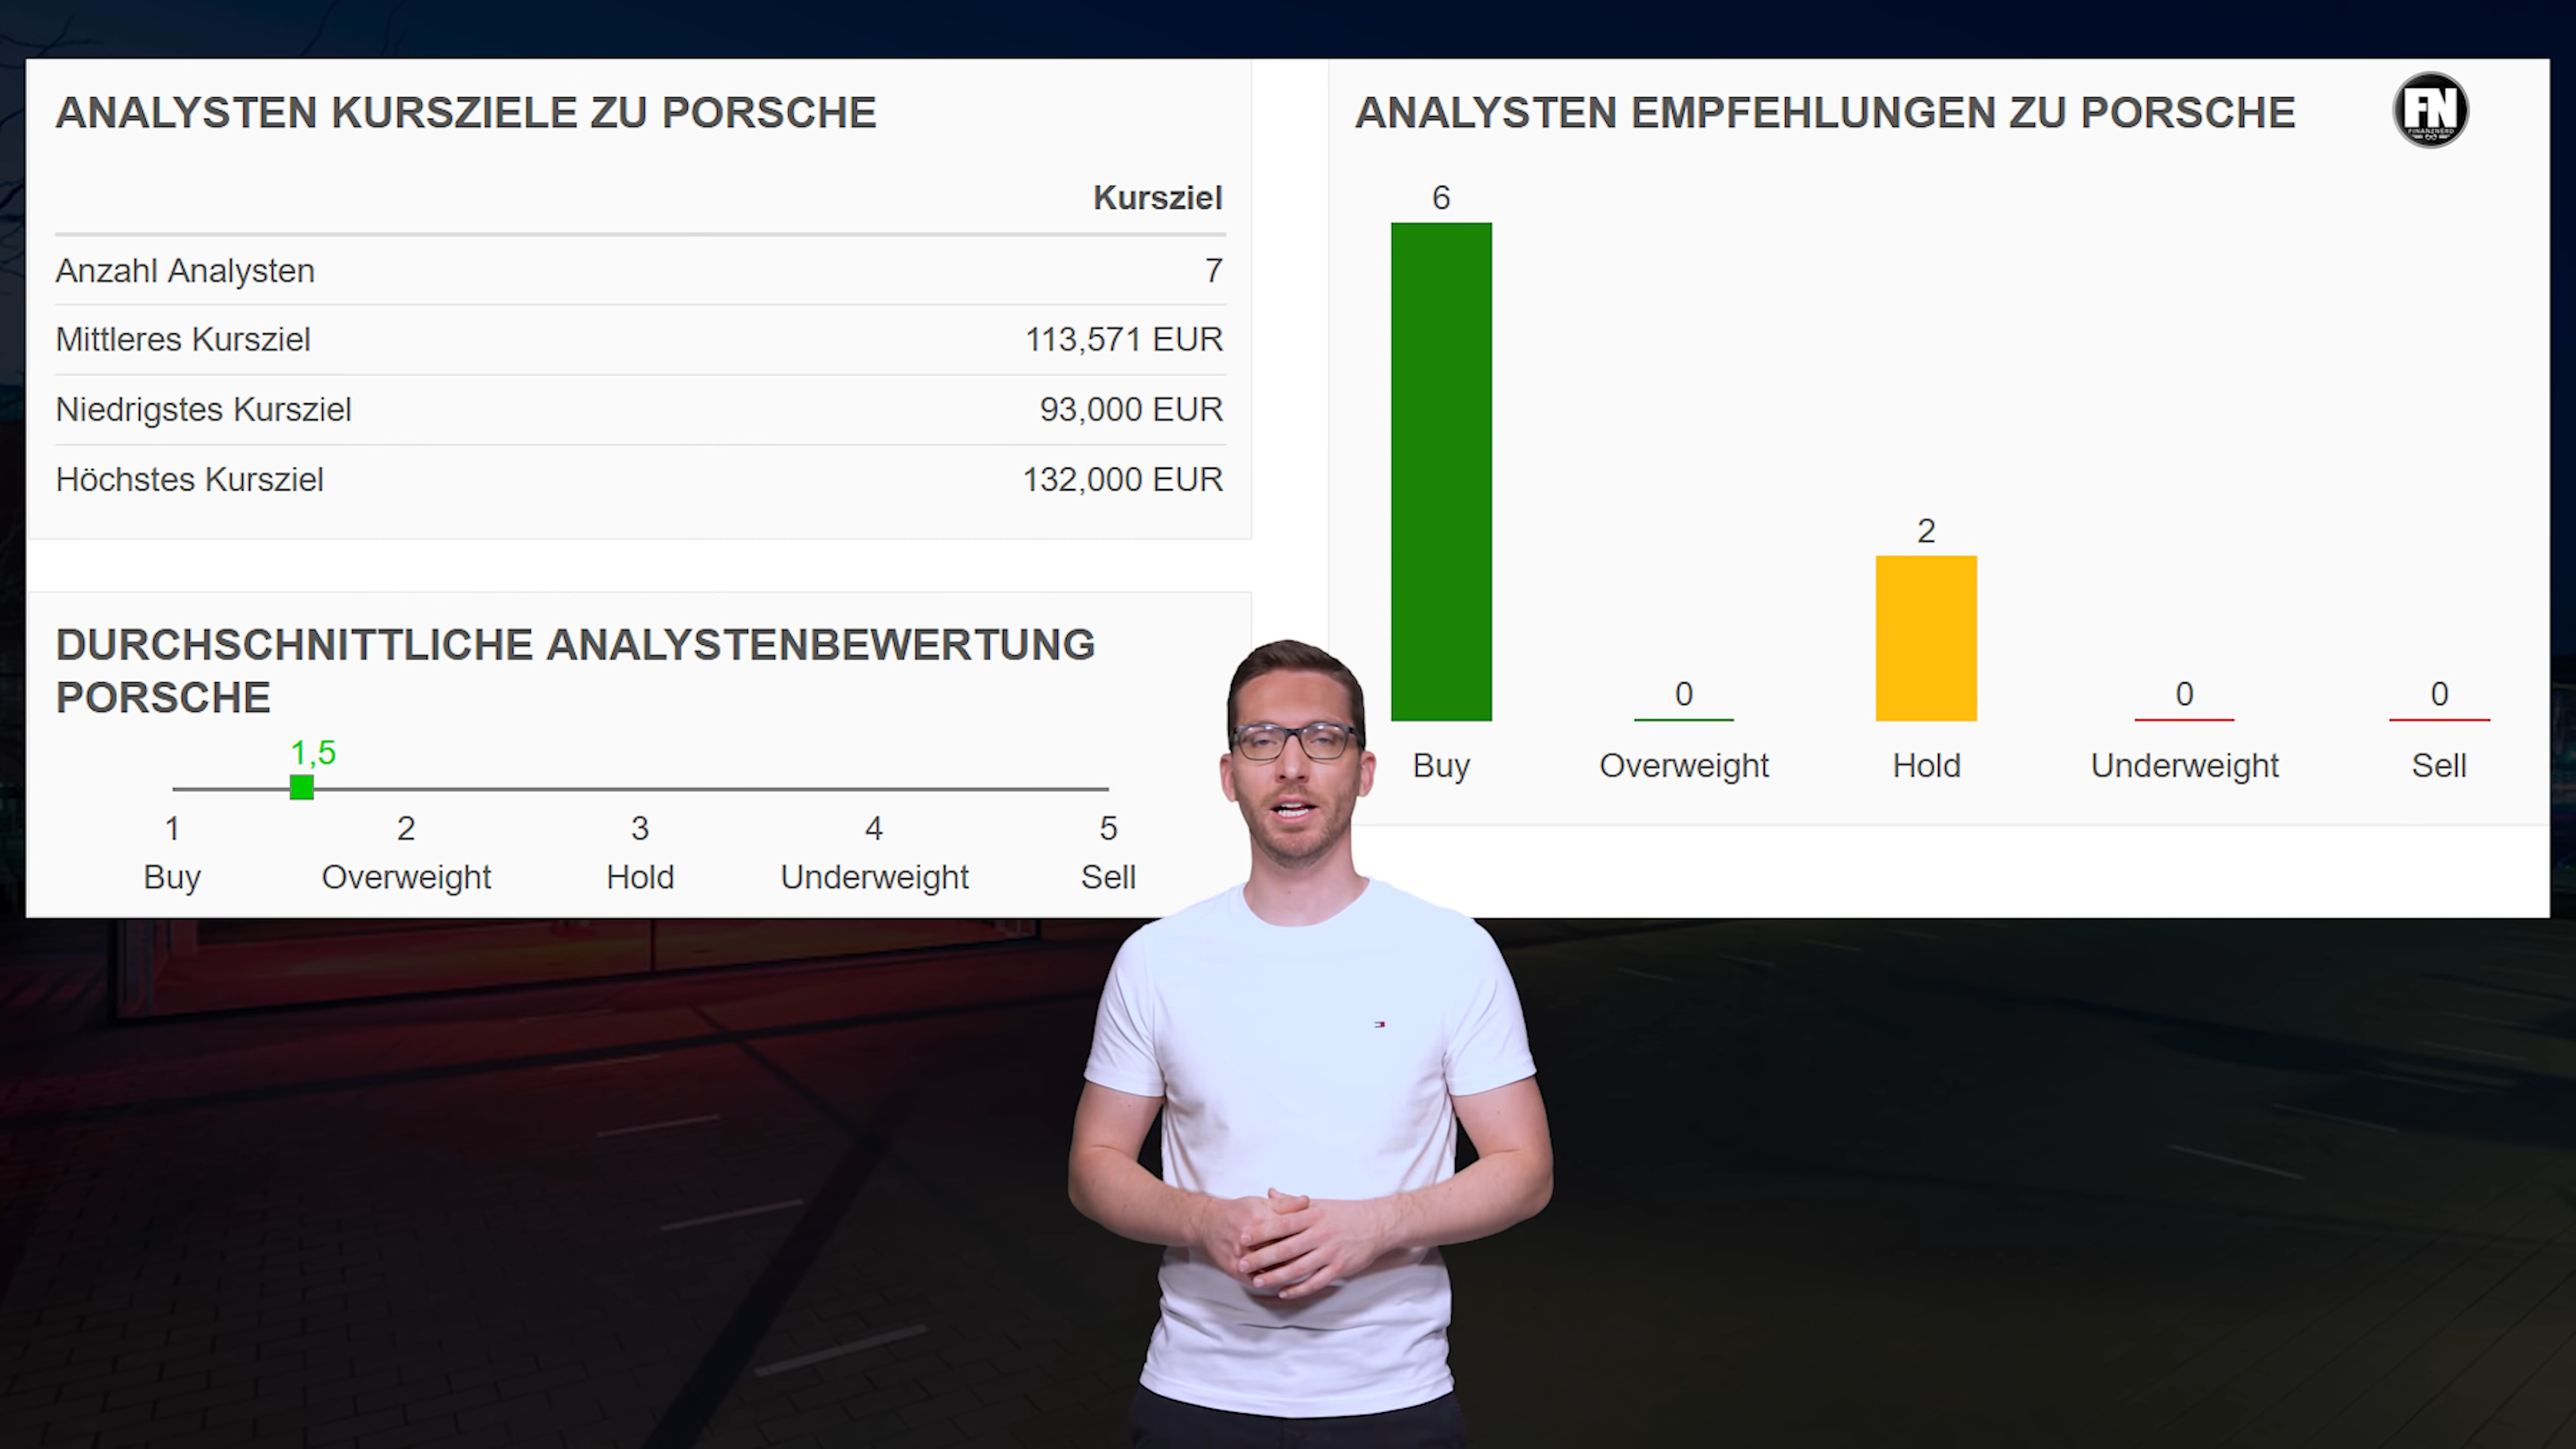 ANALYSTEN KURSZIELE ZU PORSCHE
Kursziel
Anzahl Analysten 7
Mittleres Kursziel 113,571 EUR
Niedrigstes Kursziel 93,000 EUR
Höchstes Kursziel 132,000 EUR
DURCHSCHNITTLICHE ANALYSTENBEWERTUNG
PORSCHE
1,5
1 2 3 4 5
Buy Overweight Hold Underweight Sell
ANALYSTEN EMPFEHLUNGEN ZU PORSCHE
FN
FINANZNERD
6 0 2 0 0
Buy Overweight Hold Underweight Sell